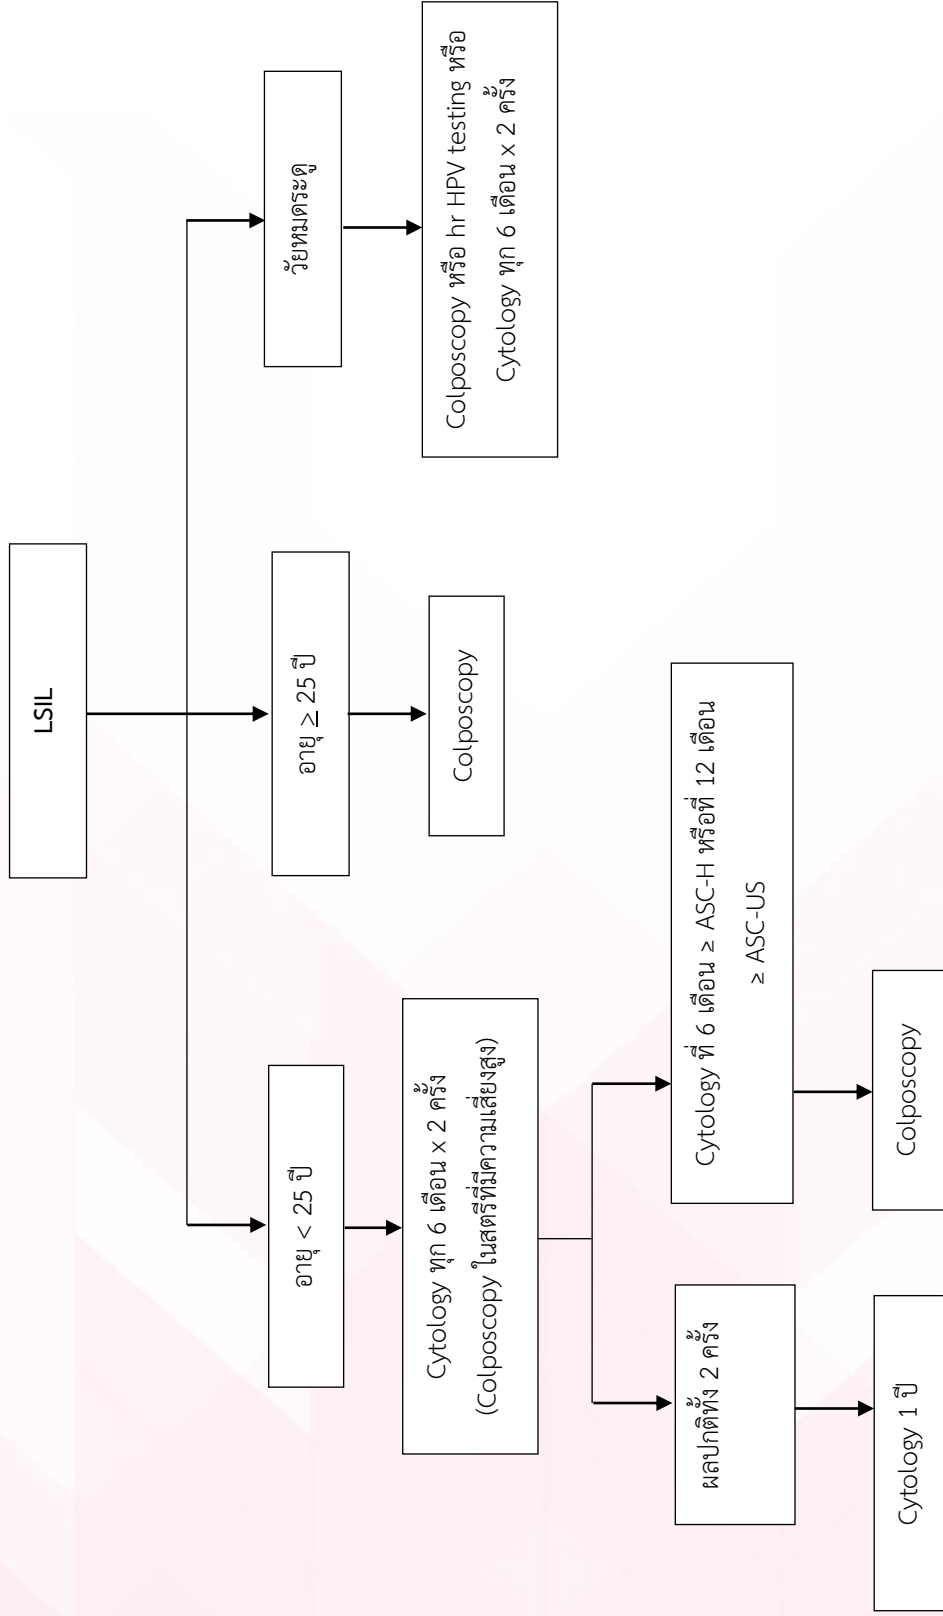 LSIL
อายุ < 25 ปี
อายุ ≥ 25 ปี
วัยหมดระดู
Cytology ทุก 6 เดือน x 2 ครั้ง
(Colposcopy ในสตรีที่มีความเสี่ยงสูง)
Colposcopy
Colposcopy หรือ hr HPV testing หรือ
Cytology ทุก 6 เดือน x 2 ครั้ง
ผลปกติทั้ง 2 ครั้ง
Cytology ที่ 6 เดือน ≥ ASC-H หรือที่ 12 เดือน
≥ ASC-US
Cytology 1 ปี
Colposcopy